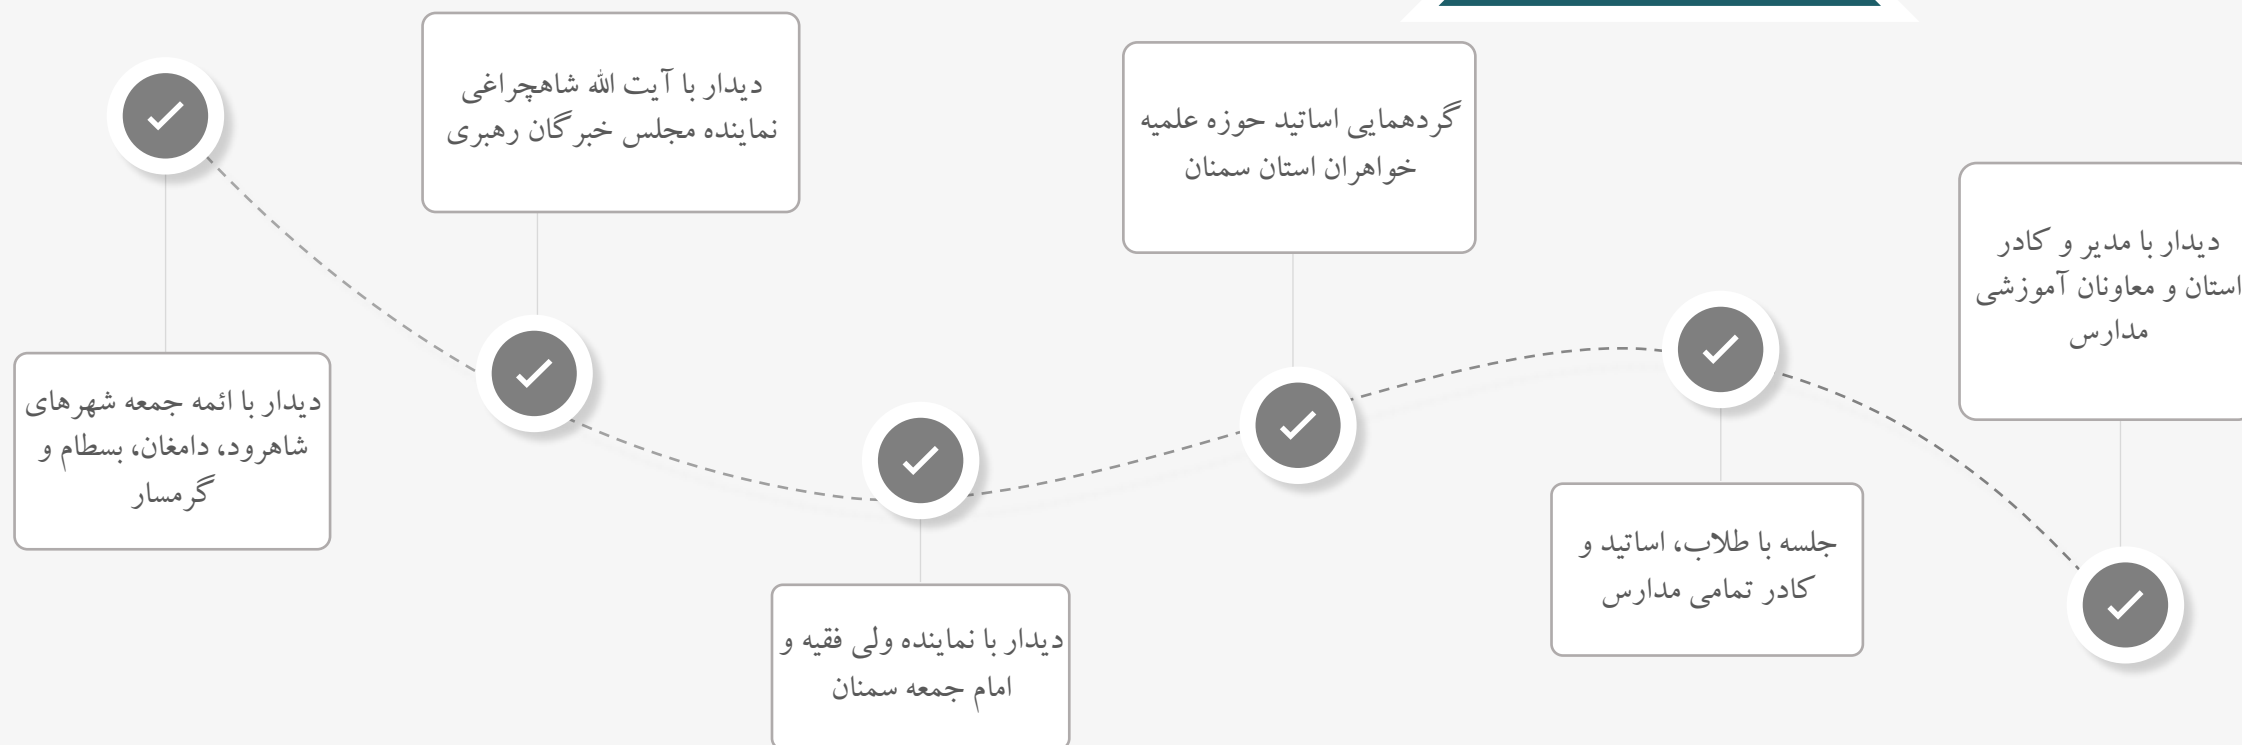 دیدار با مدیر و کادر
استان و معاونان آموزشی
مدارس
جلسه با طلاب، اساتید و
کادر تمامی مدارس
گردهمایی اساتید حوزه علمیه
خواهران استان سمنان
دیدار با نماینده ولی فقیه و
امام جمعه سمنان
دیدار با آیت الله شاهچراغی
نماینده مجلس خبرگان رهبری
دیدار با ائمه جمعه شهرهای
شاهرود، دامغان، بسطام و
گرمسار